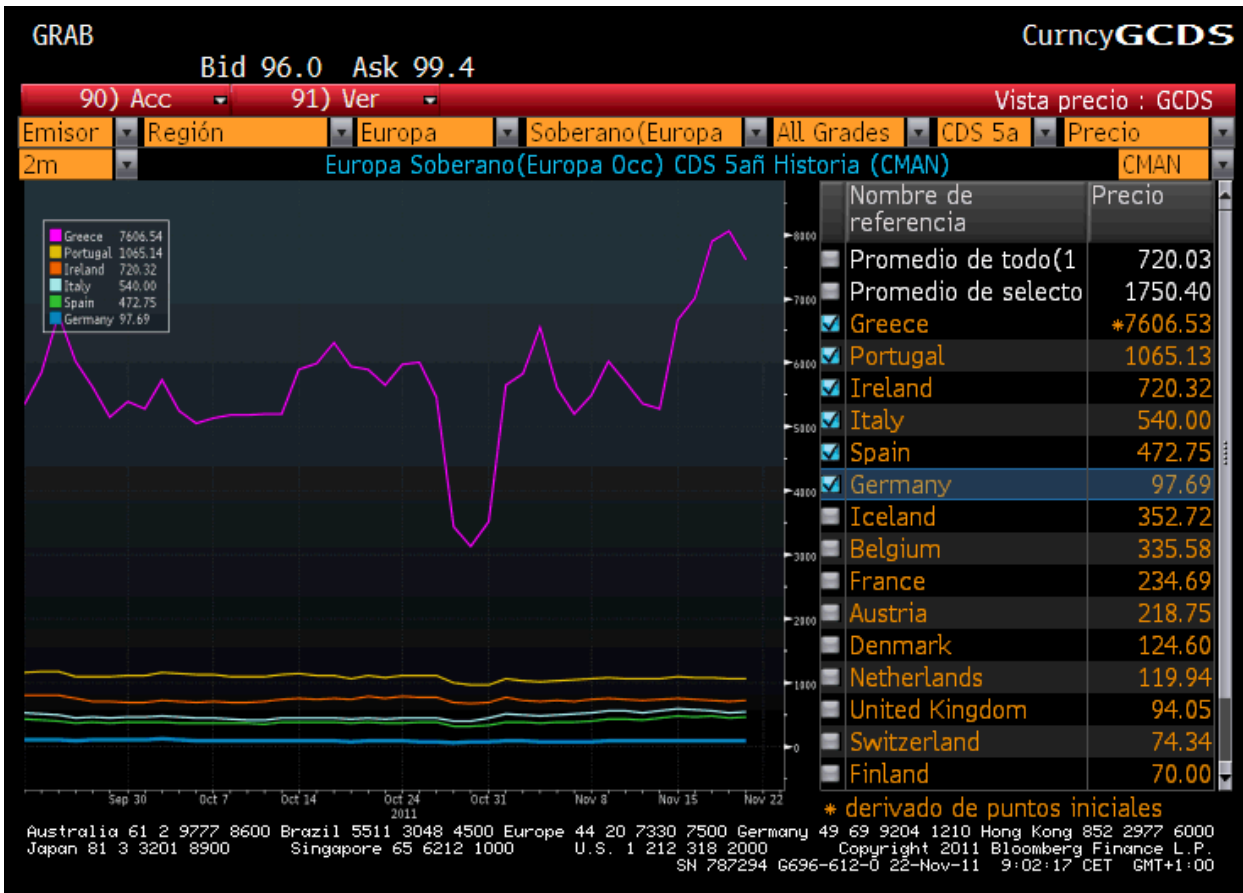 GRAB
CurncyGCDS
Bid 96.0 Ask 99.4
90) Acc 91) Ver Vista precio : GCDS
Emisor Región Europa Soberano(Europa All Grades CDS 5a Precio
2m Europa Soberano(Europa Occ) CDS 5añ Historia (CMAN) CMAN
Greece 7606.54
Portugal 1065.14
Ireland 720.32
Italy 540.00
Spain 472.75
Germany 97.69
8000
7000
6000
5000
4000
3000
2000
1000
0
Sep 30 Oct 7 Oct 14 Oct 24 Oct 31 Nov 8 Nov 15 Nov 22
2011
Nombre de referencia Precio
Promedio de todo(1 720.03
Promedio de selecto 1750.40
Greece *7606.53
Portugal 1065.13
Ireland 720.32
Italy 540.00
Spain 472.75
Germany 97.69
Iceland 352.72
Belgium 335.58
France 234.69
Austria 218.75
Denmark 124.60
Netherlands 119.94
United Kingdom 94.05
Switzerland 74.34
Finland 70.00
* derivado de puntos iniciales
Australia 61 2 9777 8600 Brazil 5511 3048 4500 Europe 44 20 7330 7500 Germany 49 69 9204 1210 Hong Kong 852 2977 6000
Japan 81 3 3201 8900 Singapore 65 6212 1000 U.S. 1 212 318 2000 Copyright 2011 Bloomberg Finance L.P.
SN 787294 G696-612-0 22-Nov-11 9:02:17 CET GMT+1:00